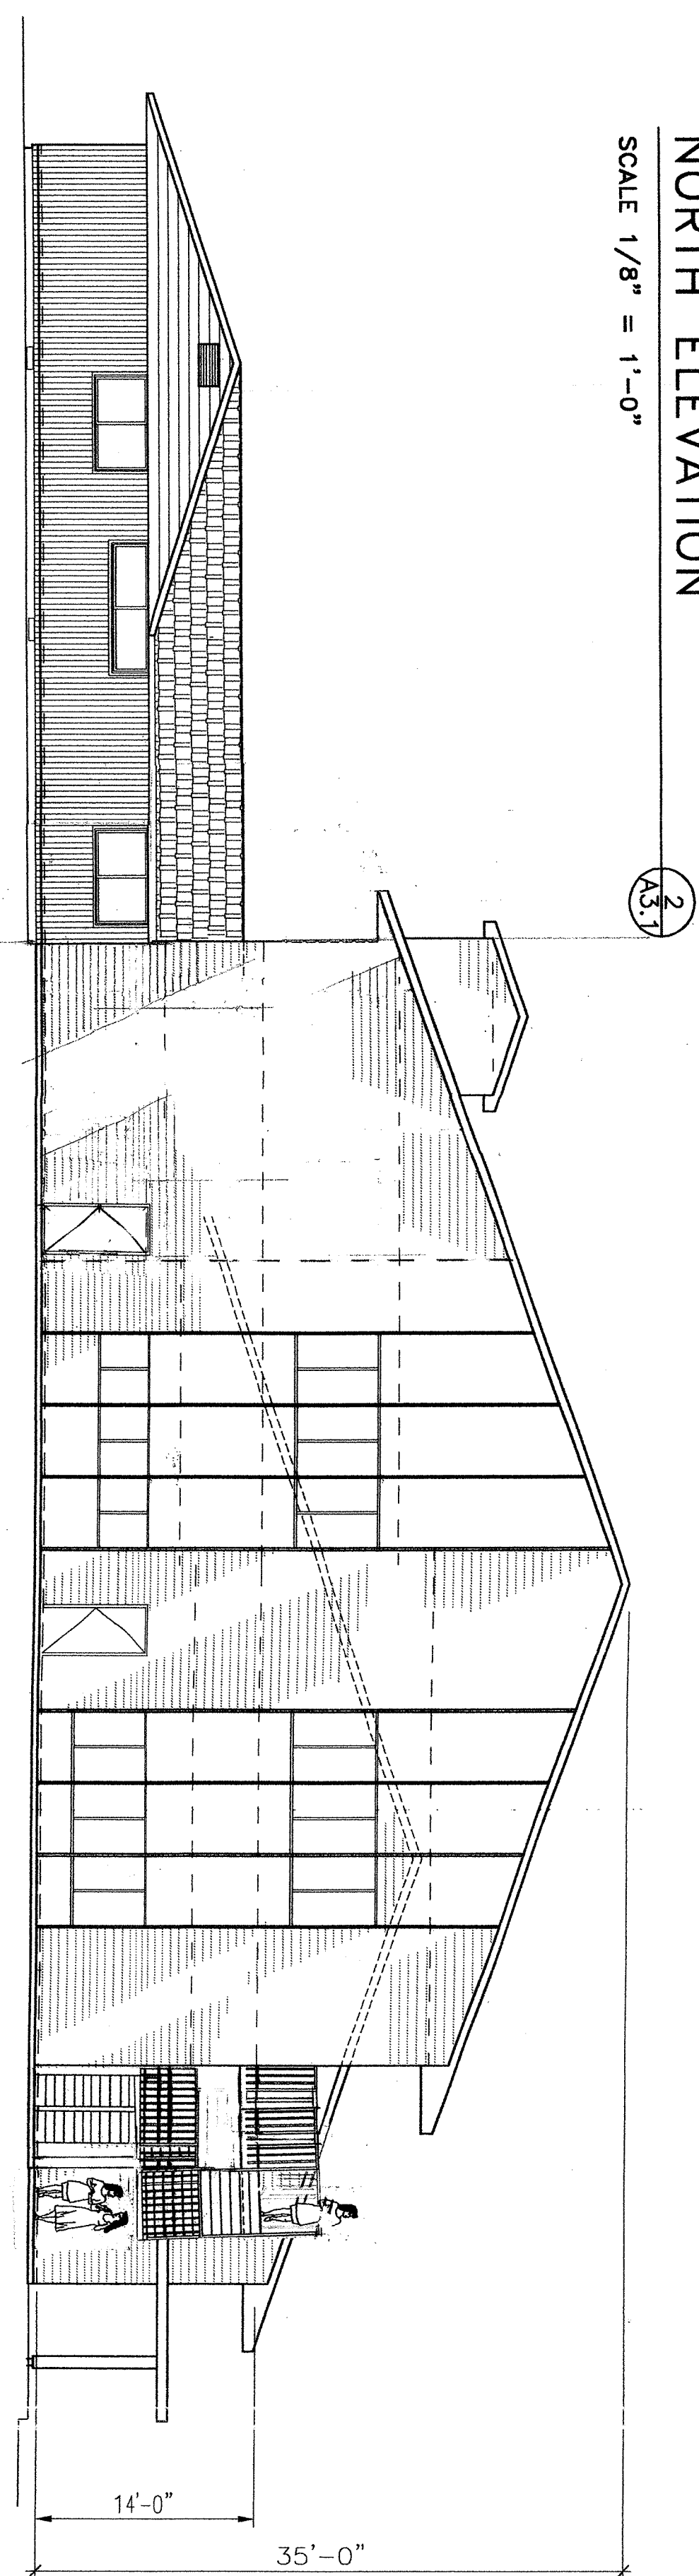 NORTH ELEVATION
SCALE 1/8" = 1'-0"
2
A3.1
14'-0"
35'-0"